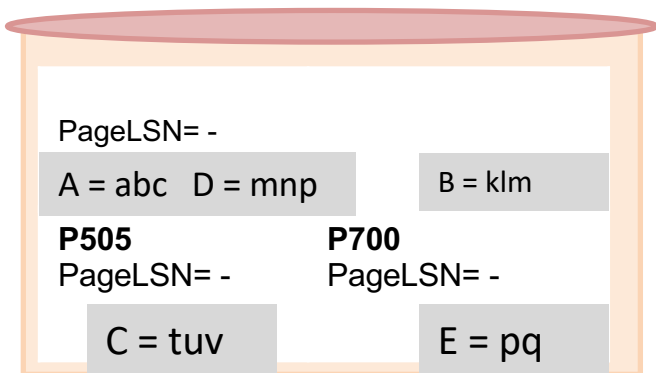 PageLSN= -
A = abc D = mnp B = klm
P505 P700
PageLSN= - PageLSN= -
C = tuv E = pq